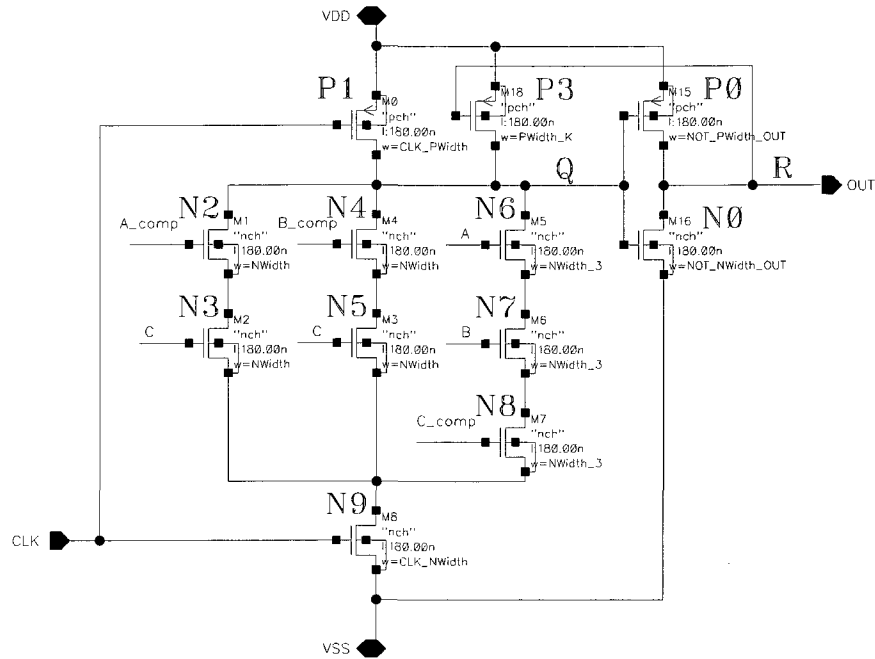 VDD
P1
M0
"pch"
l:180.00n
w=CLK_PWidth
P3
M18
"pch"
l:180.00n
w=PWidth_K
P0
M15
"pch"
l:180.00n
w=NOT_PWidth_OUT
Q
R
OUT
A_comp
N2
M1
"nch"
l:180.00n
w=NWidth
B_comp
N4
M4
"nch"
l:180.00n
w=NWidth
A
N6
M5
"nch"
l:180.00n
w=NWidth_3
N0
M16
"nch"
l:180.00n
w=NOT_NWidth_OUT
C
N3
M2
"nch"
l:180.00n
w=NWidth
C
N5
M3
"nch"
l:180.00n
w=NWidth
B
N7
M6
"nch"
l:180.00n
w=NWidth_3
C_comp
N8
M7
"nch"
l:180.00n
w=NWidth_3
CLK
N9
M8
"nch"
l:180.00n
w=CLK_NWidth
VSS